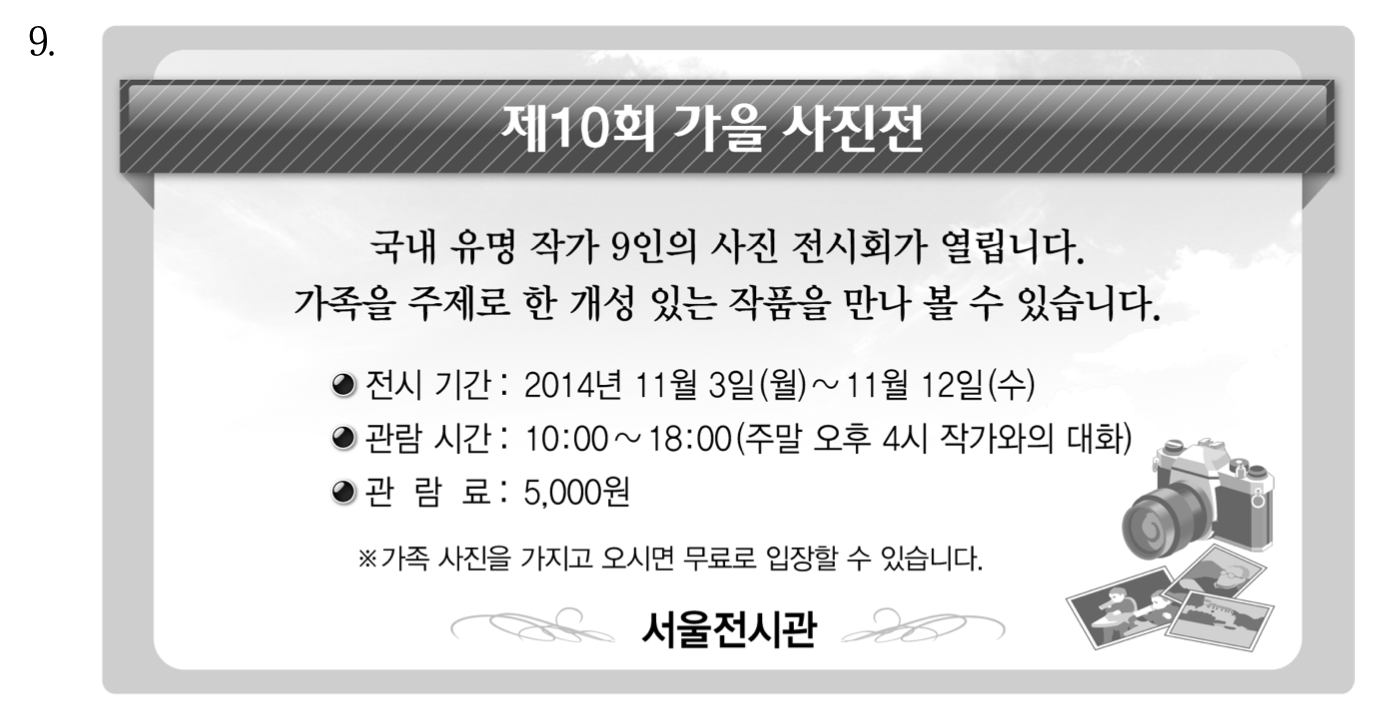 9.
제10회 가을 사진전
국내 유명 작가 9인의 사진 전시회가 열립니다.
가족을 주제로 한 개성 있는 작품을 만나 볼 수 있습니다.
전시 기간 : 2014년 11월 3일(월)~11월 12일(수)
관람 시간 : 10:00~18:00(주말 오후 4시 작가와의 대화)
관 람 료 : 5,000원
※가족 사진을 가지고 오시면 무료로 입장할 수 있습니다.
서울전시관